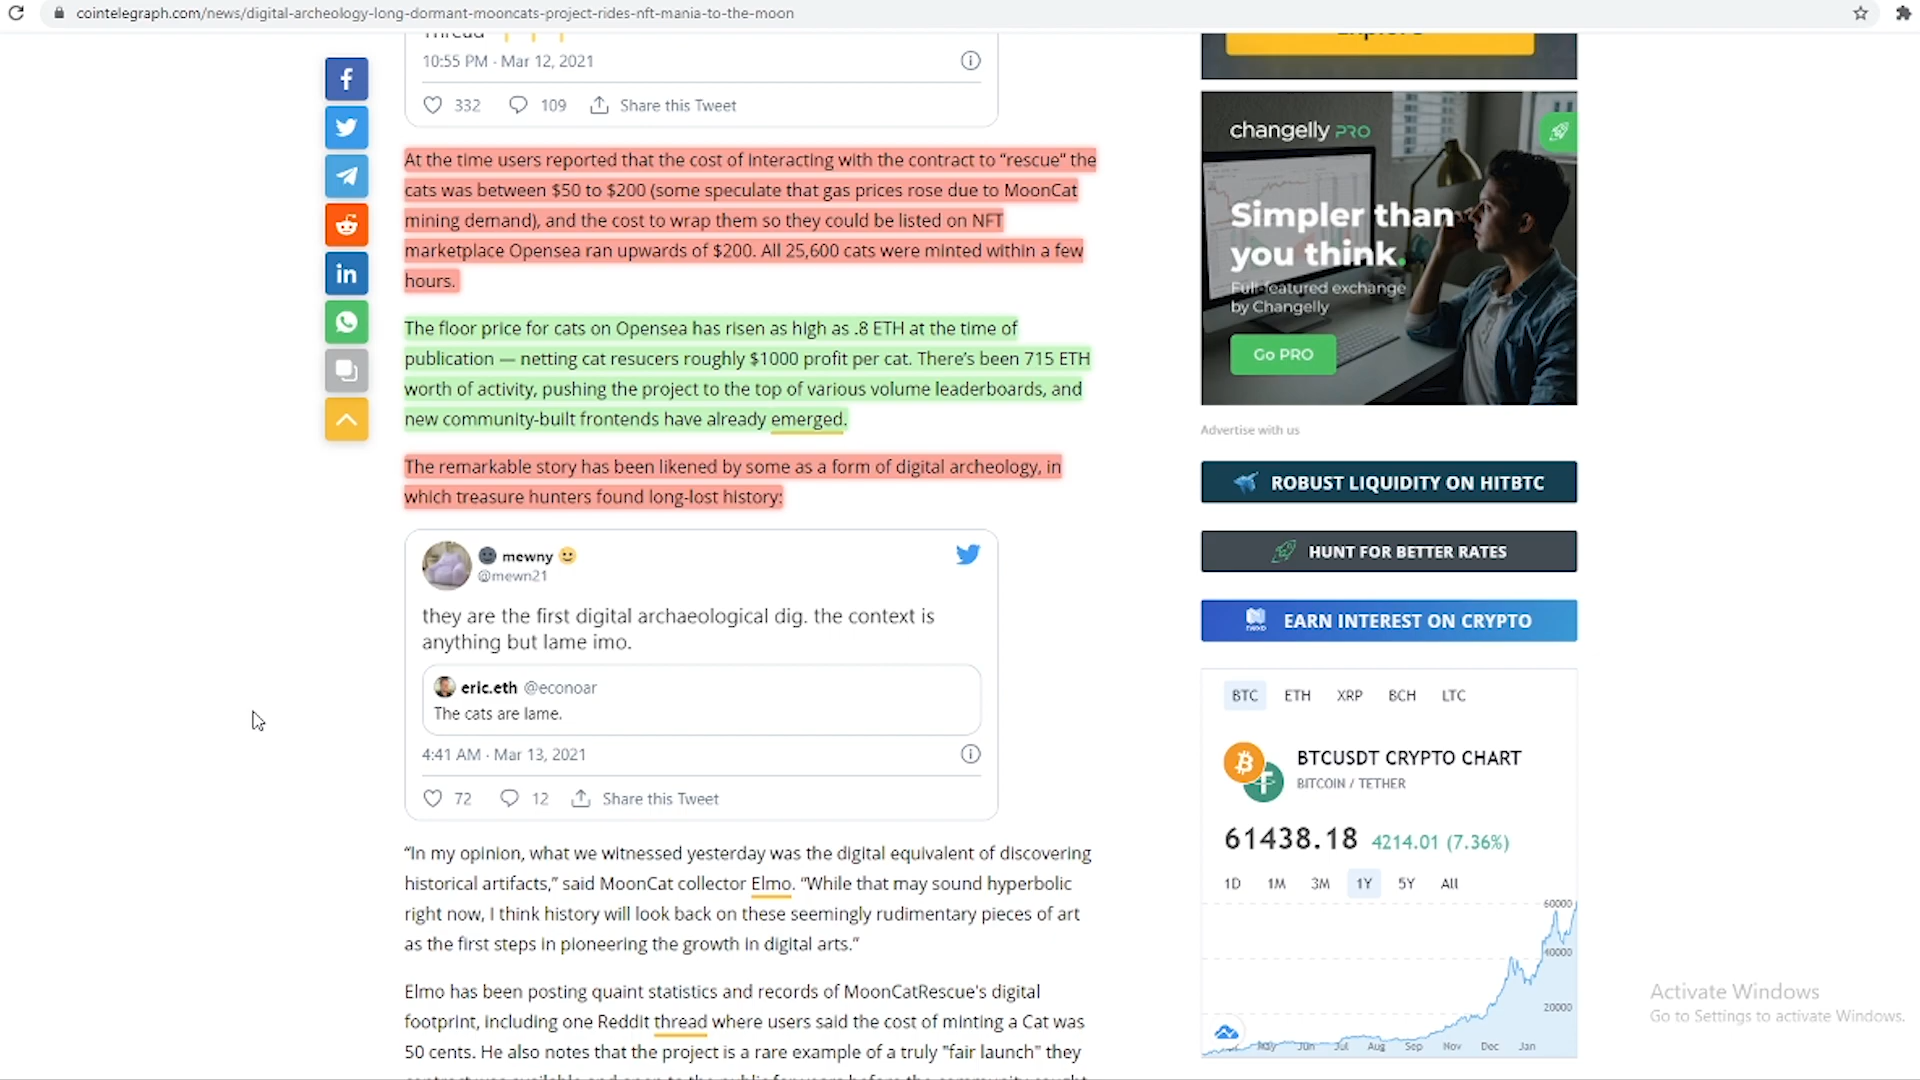 cointelegraph.com/news/digital-archeology-long-dormant-mooncats-project-rides-nft-mania-to-the-moon
10:55 PM · Mar 12, 2021
332 109 Share this Tweet
At the time users reported that the cost of interacting with the contract to “rescue” the
cats was between $50 to $200 (some speculate that gas prices rose due to MoonCat
mining demand), and the cost to wrap them so they could be listed on NFT
marketplace Opensea ran upwards of $200. All 25,600 cats were minted within a few
hours.
The floor price for cats on Opensea has risen as high as .8 ETH at the time of
publication — netting cat resucers roughly $1000 profit per cat. There’s been 715 ETH
worth of activity, pushing the project to the top of various volume leaderboards, and
new community-built frontends have already emerged.
The remarkable story has been likened by some as a form of digital archeology, in
which treasure hunters found long-lost history:
mewny
@mewn21
they are the first digital archaeological dig. the context is
anything but lame imo.
eric.eth @econoar
The cats are lame.
4:41 AM · Mar 13, 2021
72 12 Share this Tweet
“In my opinion, what we witnessed yesterday was the digital equivalent of discovering
historical artifacts,” said MoonCat collector Elmo. “While that may sound hyperbolic
right now, I think history will look back on these seemingly rudimentary pieces of art
as the first steps in pioneering the growth in digital arts.”
Elmo has been posting quaint statistics and records of MoonCatRescue's digital
footprint, including one Reddit thread where users said the cost of minting a Cat was
50 cents. He also notes that the project is a rare example of a truly "fair launch" they
changelly PRO
Simpler than
you think.
Full-featured exchange
by Changelly
Go PRO
Advertise with us
ROBUST LIQUIDITY ON HITBTC
HUNT FOR BETTER RATES
EARN INTEREST ON CRYPTO
BTC ETH XRP BCH LTC
BTCUSDT CRYPTO CHART
BITCOIN / TETHER
61438.18 4214.01 (7.36%)
1D 1M 3M 1Y 5Y All
60000
40000
20000
May Jun Jul Aug Sep Nov Dec Jan
Activate Windows
Go to Settings to activate Windows.